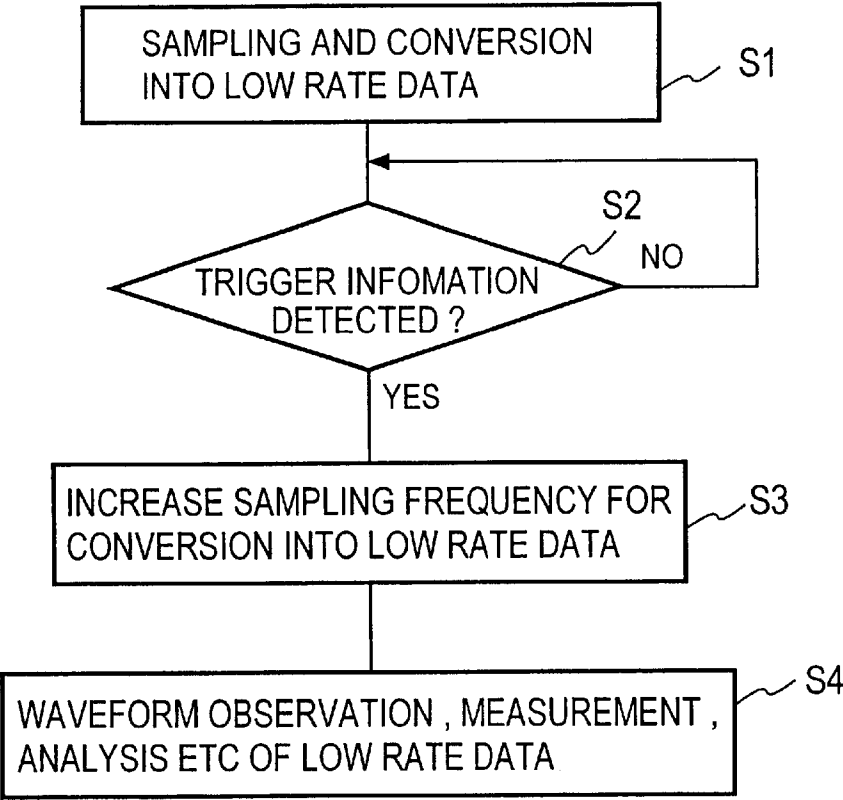 SAMPLING AND CONVERSION
INTO LOW RATE DATA
S1
S2
NO
TRIGGER INFOMATION
DETECTED ?
YES
INCREASE SAMPLING FREQUENCY FOR
CONVERSION INTO LOW RATE DATA
S3
WAVEFORM OBSERVATION , MEASUREMENT ,
ANALYSIS ETC OF LOW RATE DATA
S4